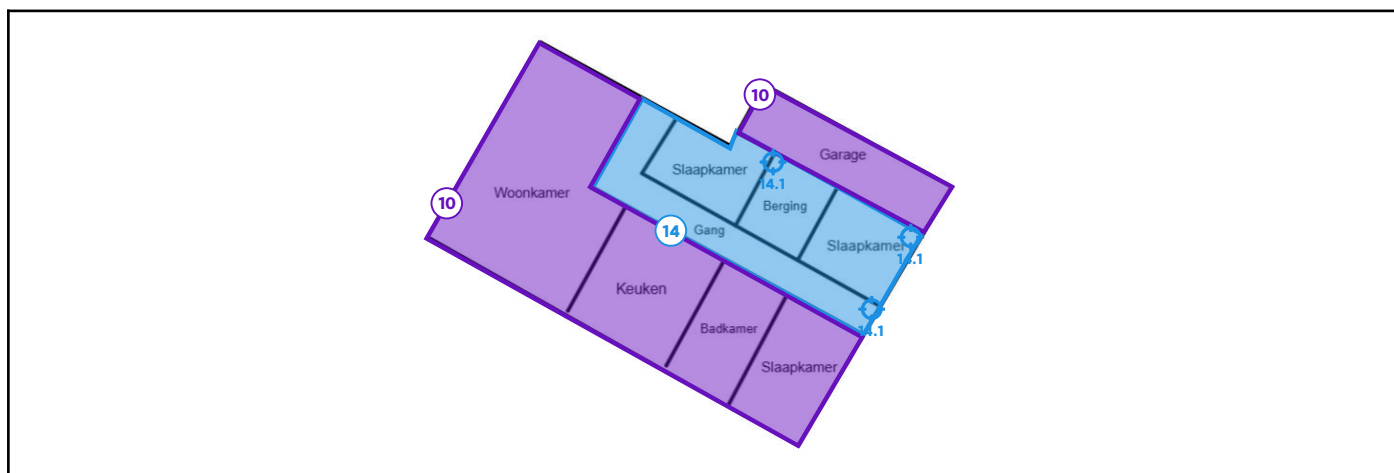 10
Garage
Slaapkamer
14.1
Woonkamer
10
Berging
14
Gang
Slaapkamer
14.1
Keuken
14.1
Badkamer
Slaapkamer